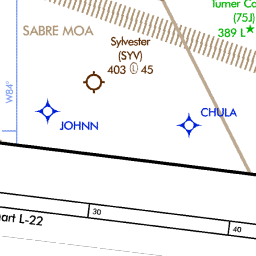 Turner Co
(75J)
389 L★
SABRE MOA
Sylvester
(SYV)
403 Ⓛ 45
W84°
JOHNN
CHULA
30
art L-22
40